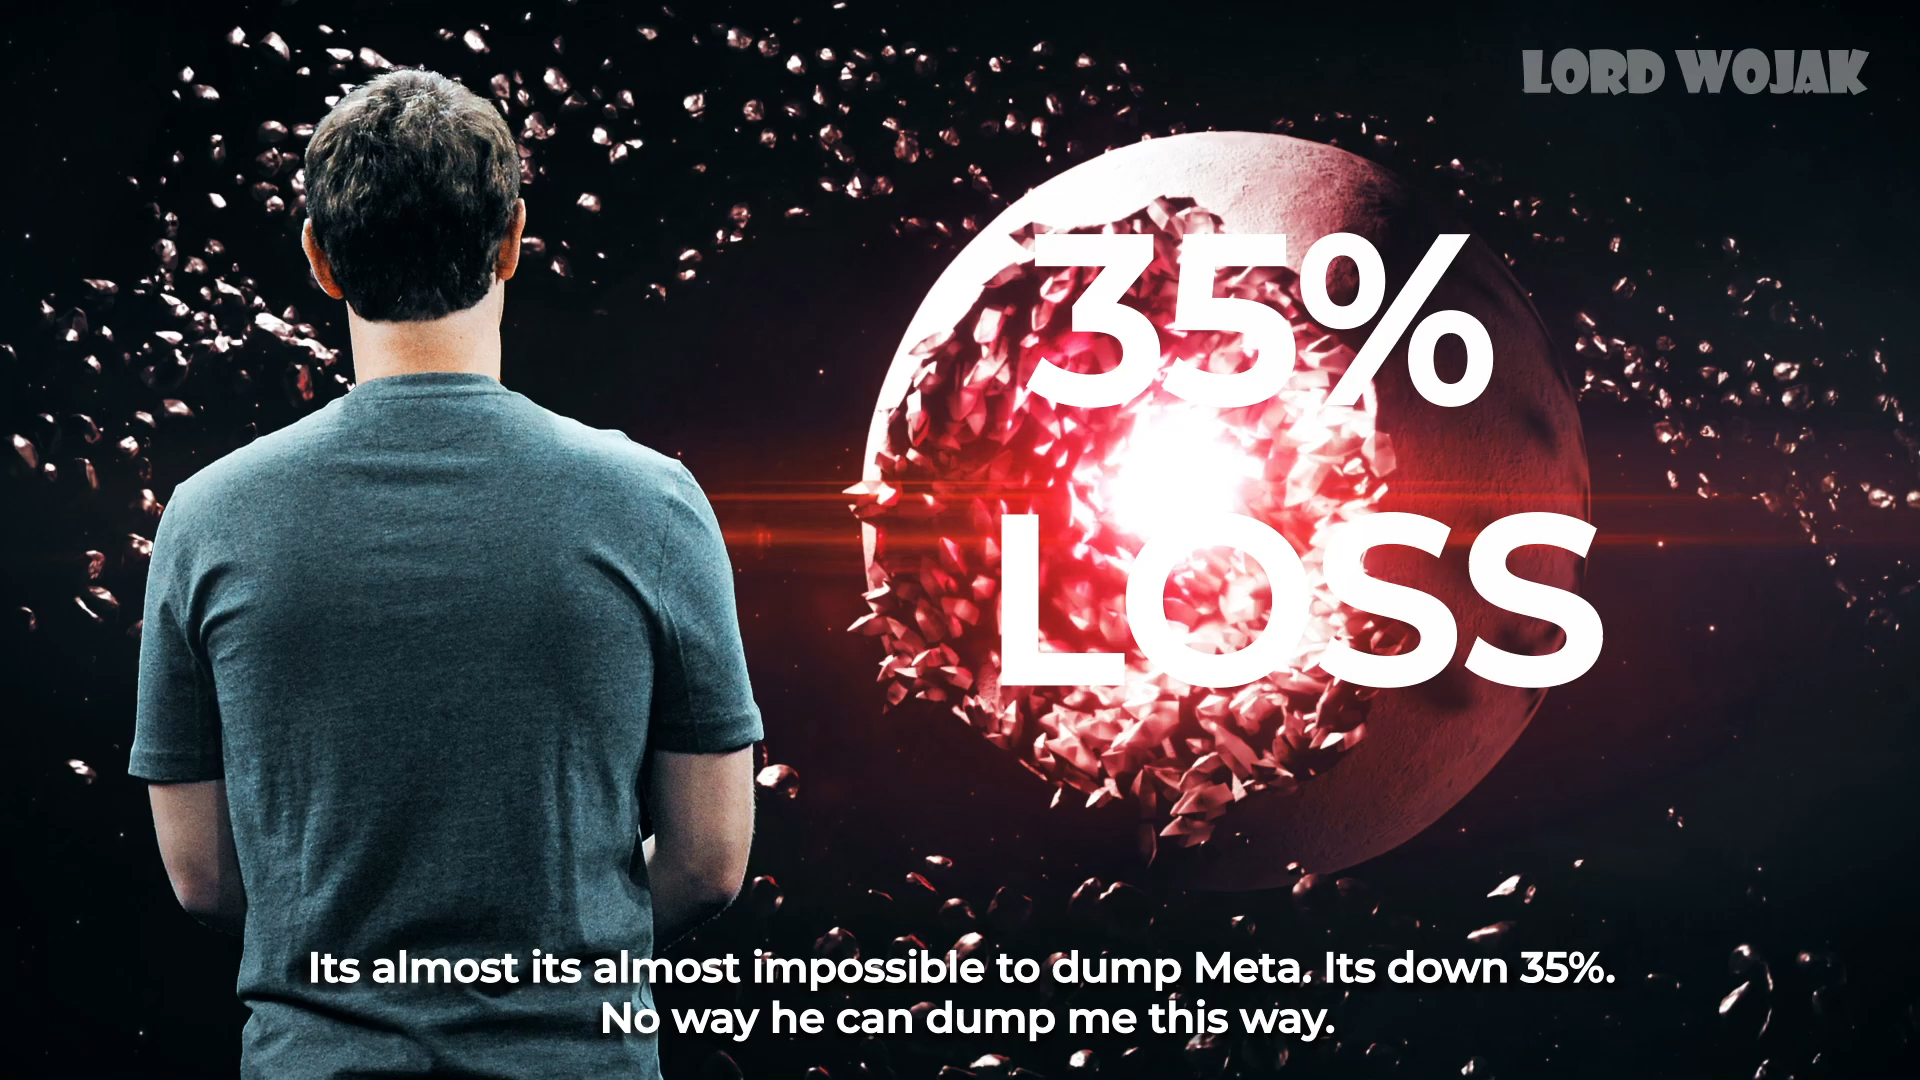 LORD WOJAK
35%
LOSS
Its almost its almost impossible to dump Meta. Its down 35%.
No way he can dump me this way.